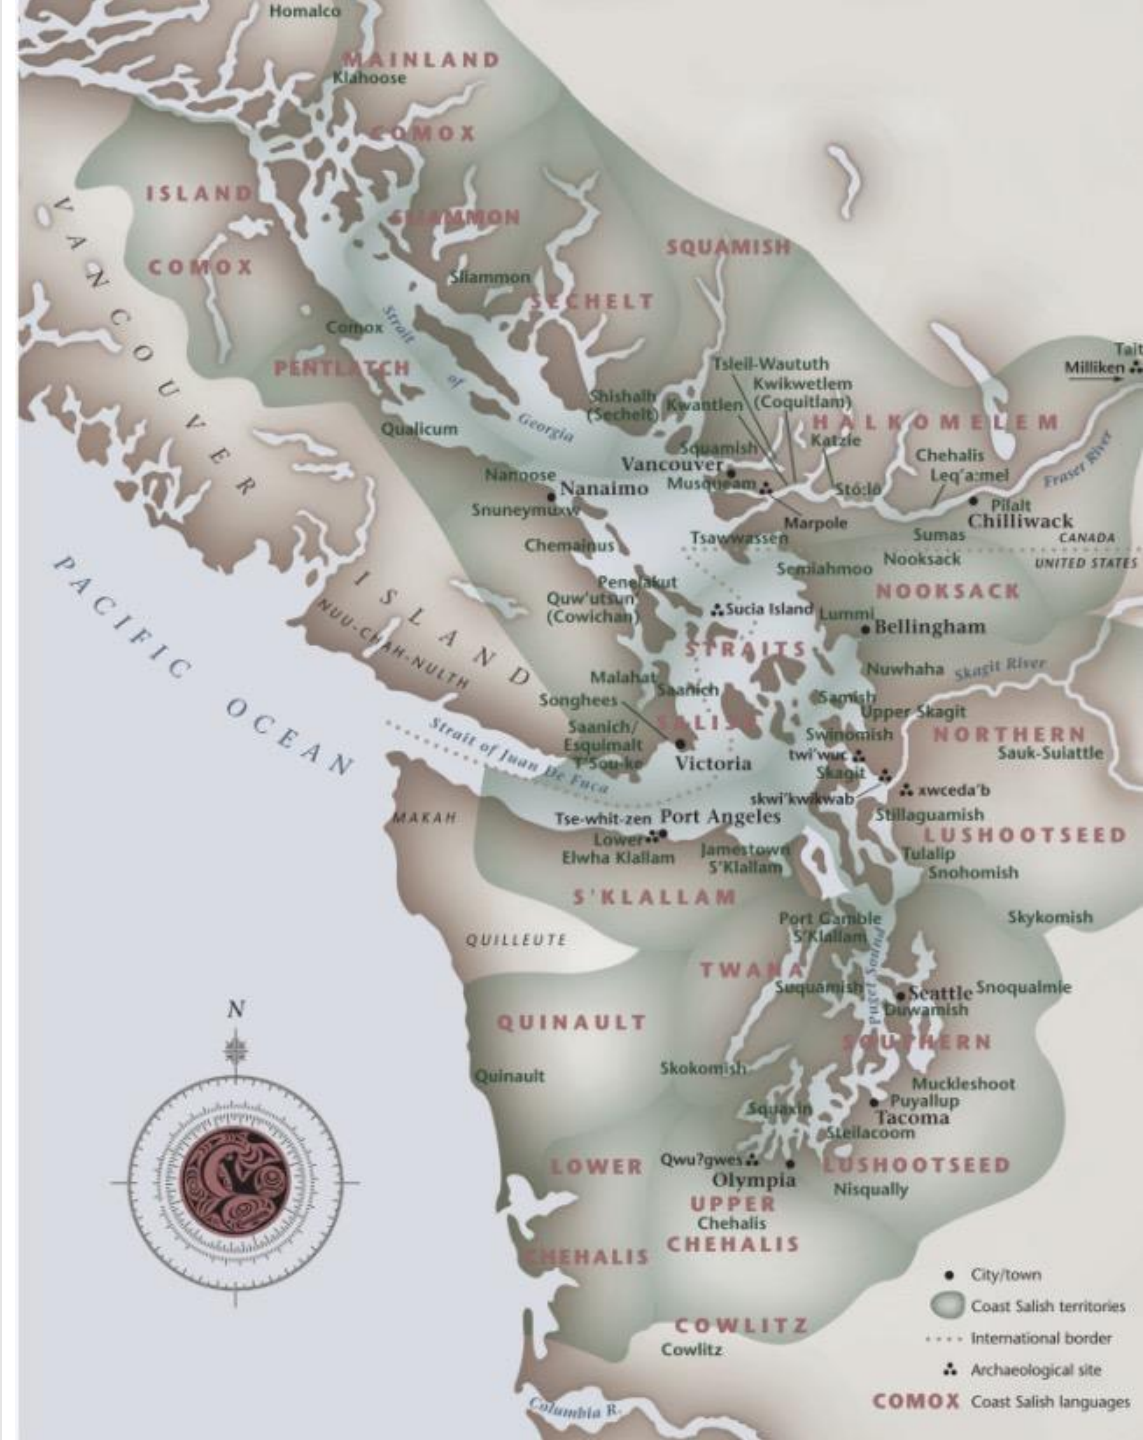 Homalco
MAINLAND
Klahoose
COMOX
ISLAND
COMOX
SLIAMMON
SQUAMISH
Sliammon
SECHELT
VANCOUVER
Comox
Strait
of
Georgia
PENTLATCH
Tait
Milliken
Tsleil-Waututh
Kwikwetlem
(Coquitlam)
Shishalh
(Sechelt)
Kwantlen
HALKOMELEM
Qualicum
Katzie
Squamish
Chehalis
Fraser River
Vancouver
Leq'a:mel
Nanoose
Musqueam
Stó:lō
Nanaimo
Pilalt
Snuneymuxw
Marpole
Chilliwack
Tsawwassen
Sumas
CANADA
Chemainus
Nooksack
UNITED STATES
Semiahmoo
PACIFIC OCEAN
ISLAND
Penelakut
NOOKSACK
Quw'utsun'
(Cowichan)
Sucia Island
Lummi
NUU-CHAH-NULTH
Bellingham
STRAITS
Nuwhaha
Skagit River
Malahat
Saanich
Songhees
Samish
Upper Skagit
SALISH
Saanich/
Esquimalt
T'Sou-ke
Swinomish
NORTHERN
Strait of Juan De Fuca
twi'wuc
Sauk-Suiattle
Victoria
Skagit
skwi'kwikwab
xwceda'b
MAKAH
Tse-whit-zen
Port Angeles
Stillaguamish
Lower
Elwha Klallam
LUSHOOTSEED
Jamestown
S'Klallam
Tulalip
Snohomish
S'KLALLAM
Port Gamble
S'Klallam
Skykomish
QUILLEUTE
Puget Sound
TWANA
Suquamish
Seattle
Snoqualmie
Duwamish
N
QUINAULT
SOUTHERN
Quinault
Skokomish
Muckleshoot
Puyallup
Squaxin
Tacoma
Steilacoom
LOWER
Qwu?gwes
LUSHOOTSEED
Olympia
Nisqually
UPPER
Chehalis
CHEHALIS
CHEHALIS
City/town
Coast Salish territories
COWLITZ
International border
Cowlitz
Archaeological site
COMOX Coast Salish languages
Columbia R.